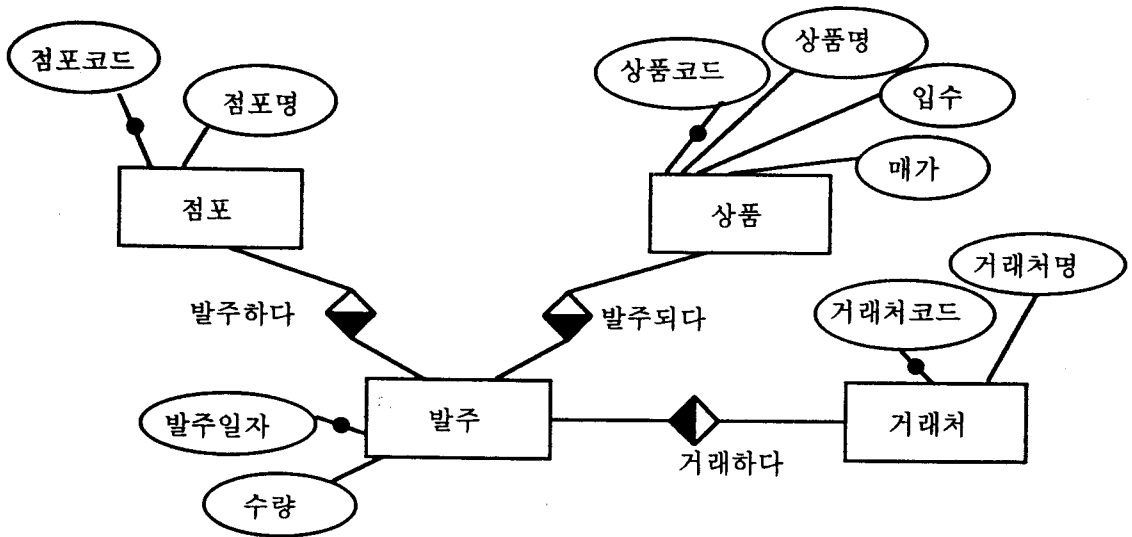 점포코드
점포명
상품코드
상품명
입수
매가
점포
상품
발주하다
발주되다
거래처코드
거래처명
발주일자
발주
거래하다
거래처
수량